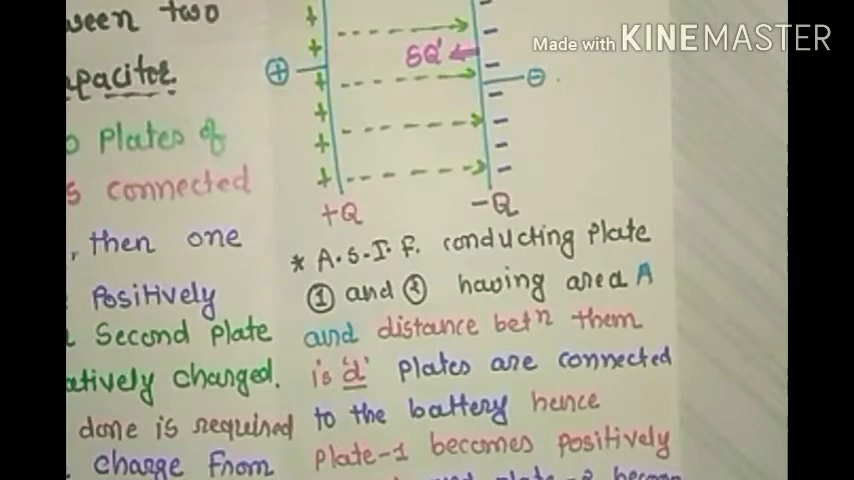 ween two
pacitor.
Plates of
s connected
, then one
Positively
Second plate
atively charged.
done is required
charge from
Made with KINEMASTER
+ -
+ -
δQ'
⊕ + - ⊖
+ -
+ -
+ -
+Q -Q
* A.S.I.F. conducting plate
① and ② having area A
and distance betn them
is 'd' plates are connected
to the battery hence
plate-1 becomes positively